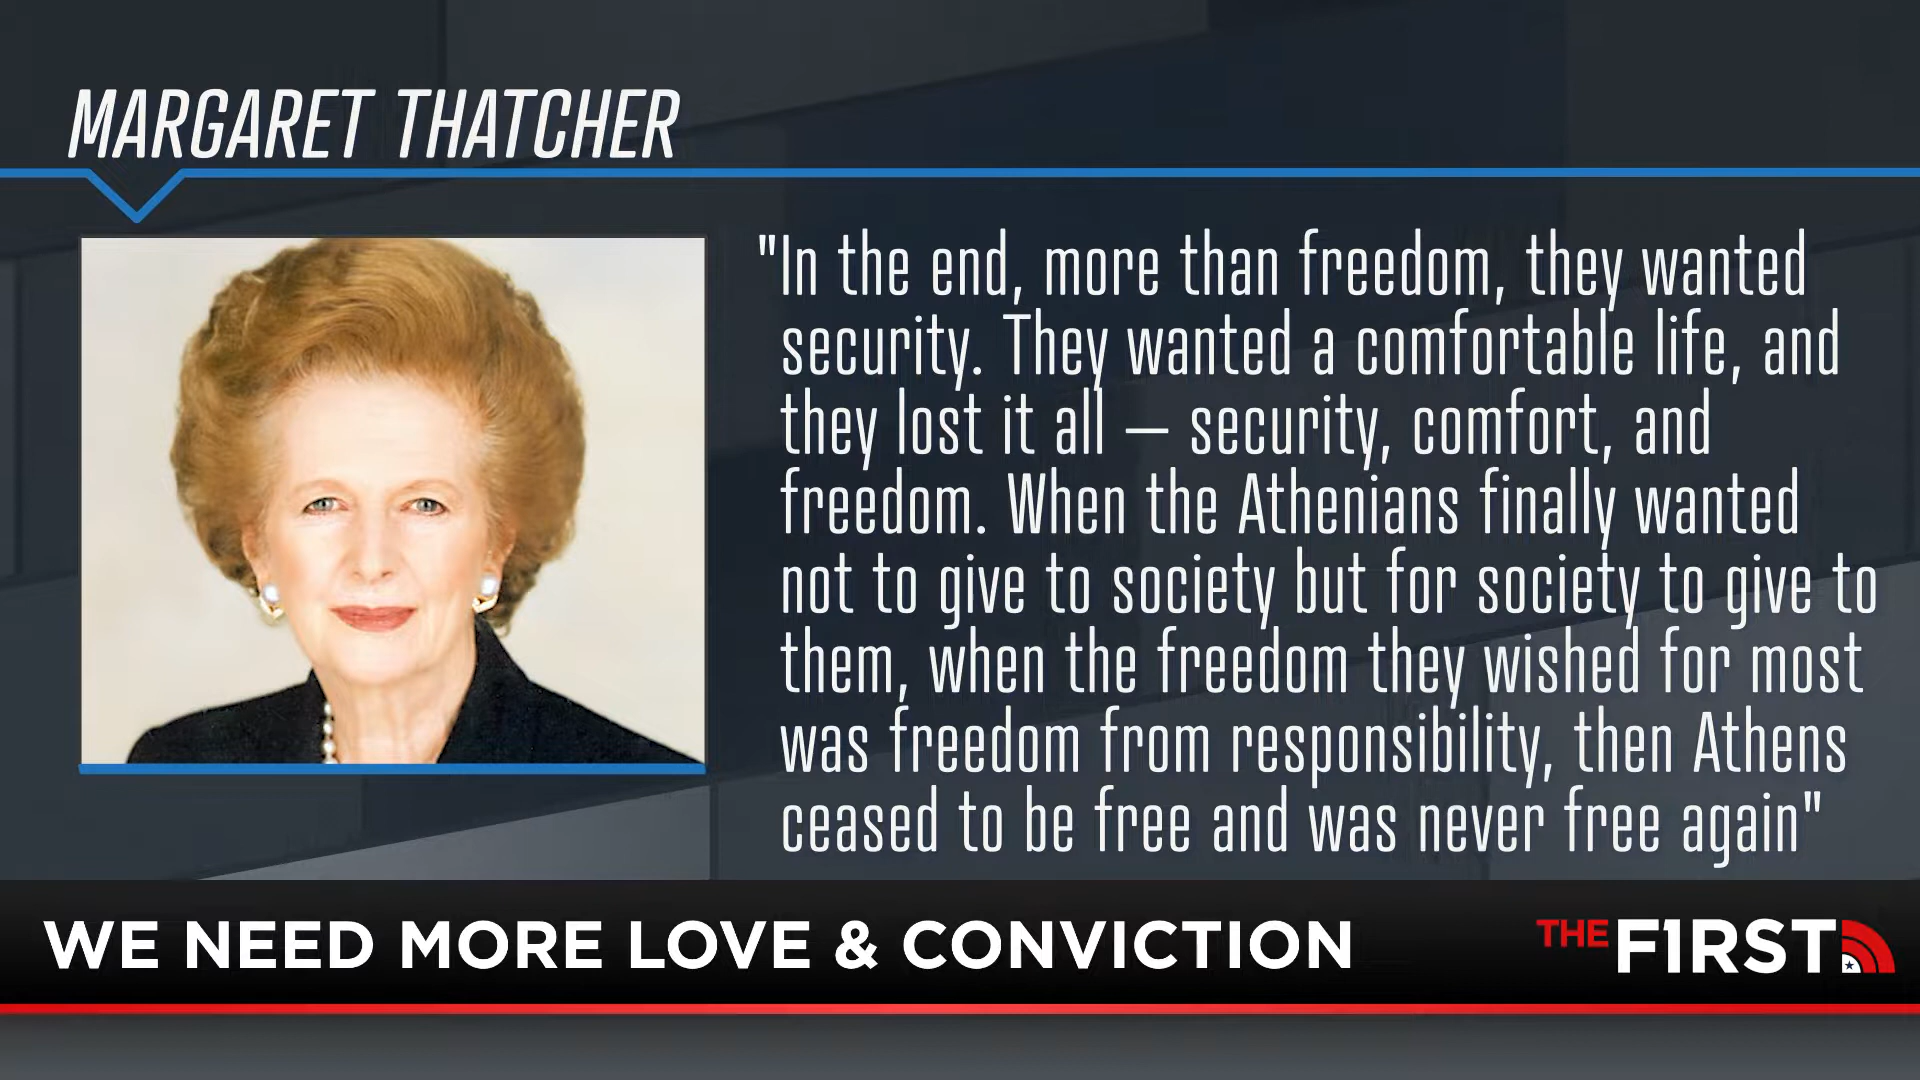 MARGARET THATCHER
"In the end, more than freedom, they wanted
security. They wanted a comfortable life, and
they lost it all — security, comfort, and
freedom. When the Athenians finally wanted
not to give to society but for society to give to
them, when the freedom they wished for most
was freedom from responsibility, then Athens
ceased to be free and was never free again"
WE NEED MORE LOVE & CONVICTION
THE F1RST